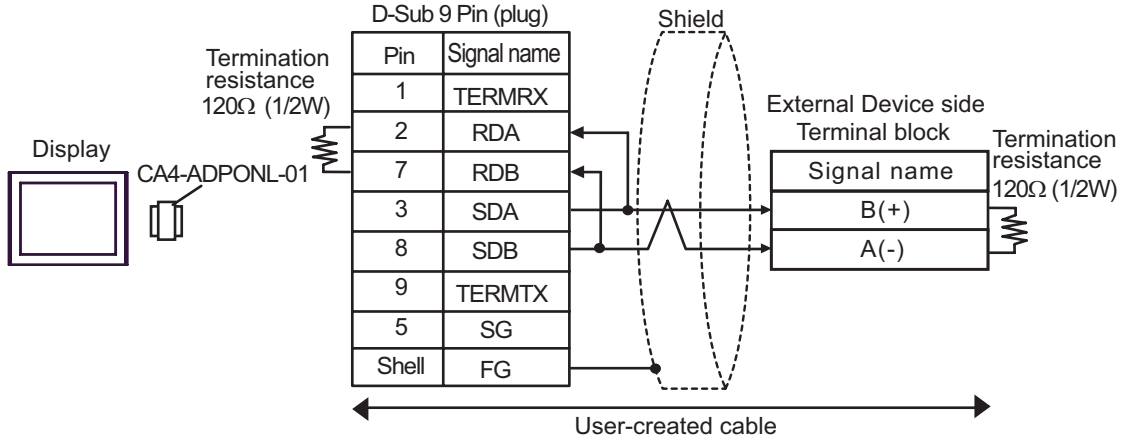 D-Sub 9 Pin (plug)
Shield
Termination
resistance
120Ω (1/2W)
Pin Signal name
1 TERMRX
2 RDA
7 RDB
3 SDA
8 SDB
9 TERMTX
5 SG
Shell FG
Display
CA4-ADPONL-01
External Device side
Terminal block
Signal name
B(+)
A(-)
Termination
resistance
120Ω (1/2W)
User-created cable